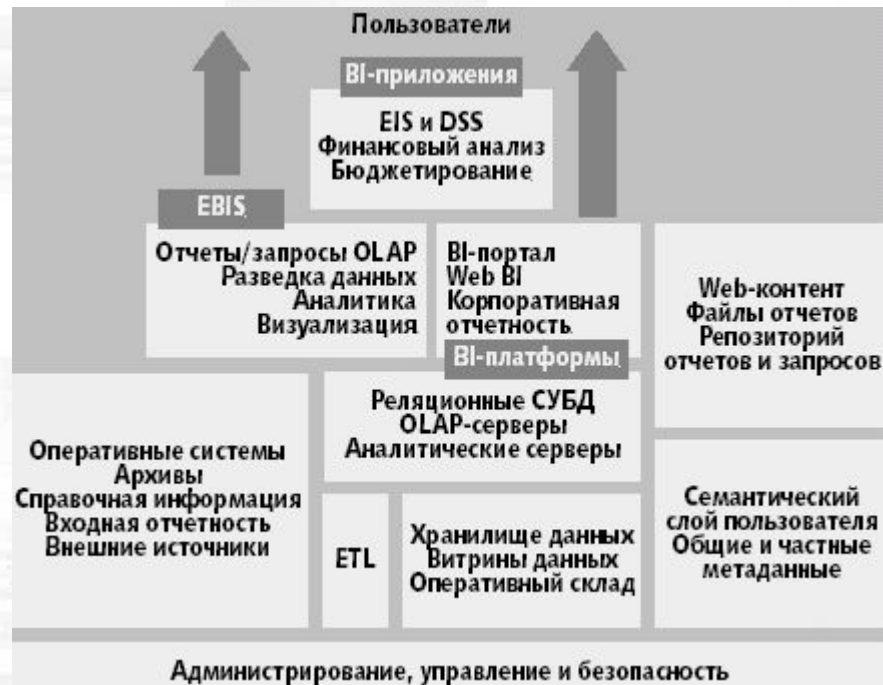 Пользователи
BI-приложения
EIS и DSS
Финансовый анализ
Бюджетирование
EBIS
Отчеты/запросы OLAP
Разведка данных
Аналитика
Визуализация
BI-портал
Web BI
Корпоративная
отчетность
BI-платформы
Web-контент
Файлы отчетов
Репозиторий
отчетов и запросов
Реляционные СУБД
OLAP-серверы
Аналитические серверы
Оперативные системы
Архивы
Справочная информация
Входная отчетность
Внешние источники
ETL
Хранилище данных
Витрины данных
Оперативный склад
Семантический
слой пользователя
Общие и частные
метаданные
Администрирование, управление и безопасность